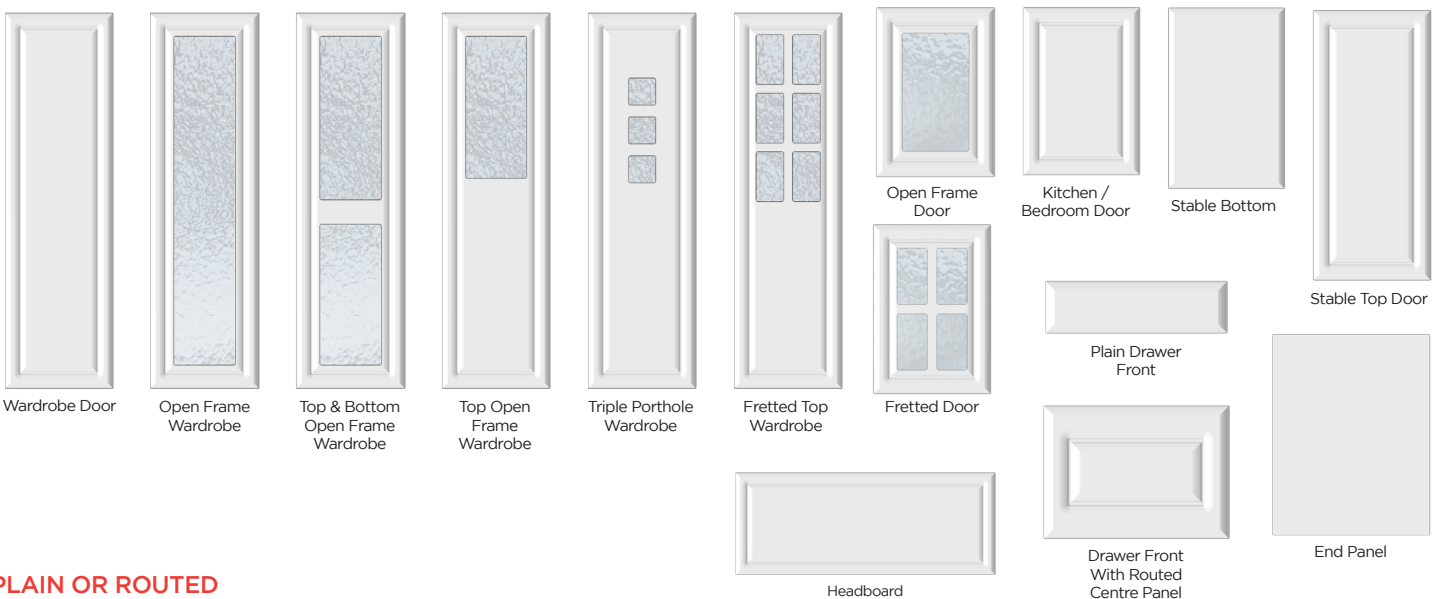 Wardrobe Door
Open Frame
Wardrobe
Top & Bottom
Open Frame
Wardrobe
Top Open
Frame
Wardrobe
Triple Porthole
Wardrobe
Fretted Top
Wardrobe
Open Frame
Door
Fretted Door
Kitchen /
Bedroom Door
Stable Bottom
Stable Top Door
Plain Drawer
Front
Drawer Front
With Routed
Centre Panel
End Panel
Headboard
PLAIN OR ROUTED